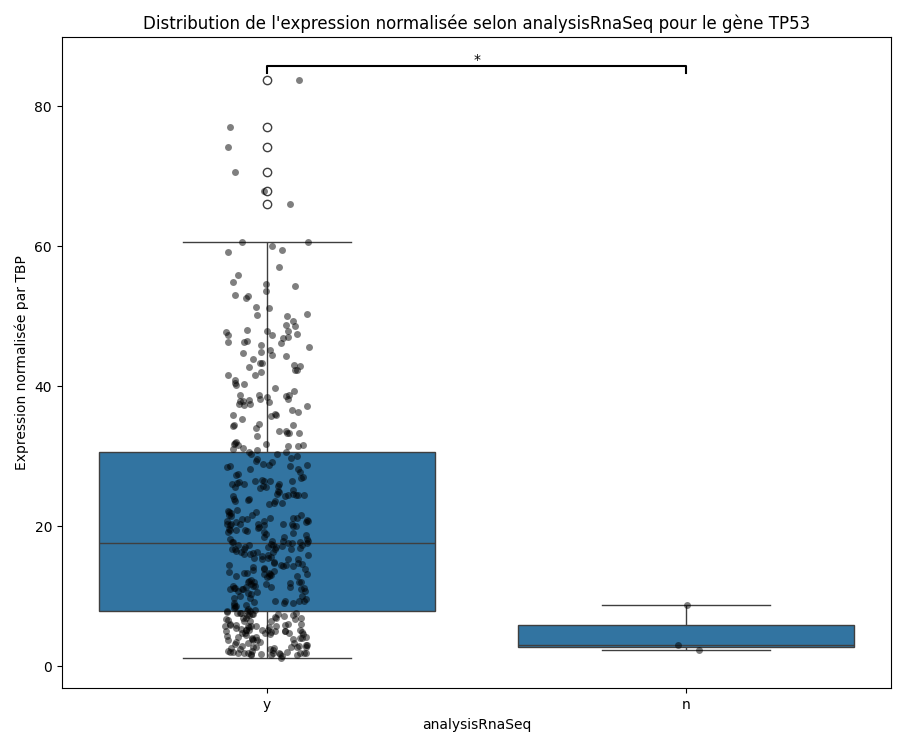 Distribution de l'expression normalisée selon analysisRnaSeq pour le gène TP53
*
80
60
40
20
0
Expression normalisée par TBP
y
n
analysisRnaSeq